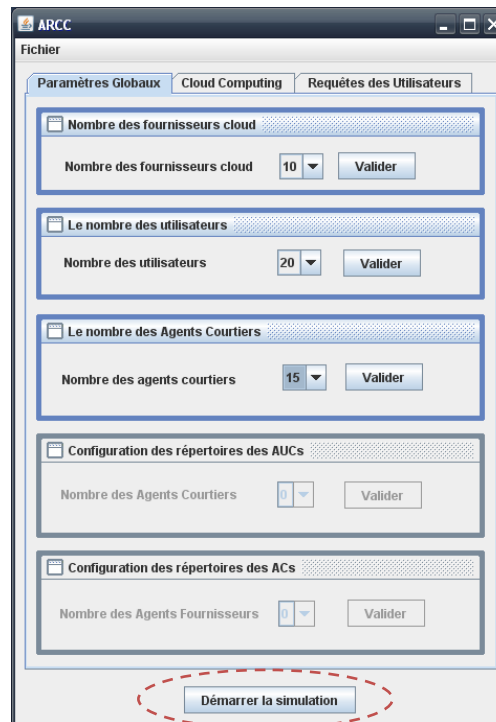 ARCC
Fichier
Paramètres Globaux Cloud Computing Requêtes des Utilisateurs
Nombre des fournisseurs cloud
Nombre des fournisseurs cloud 10 Valider
Le nombre des utilisateurs
Nombre des utilisateurs 20 Valider
Le nombre des Agents Courtiers
Nombre des agents courtiers 15 Valider
Configuration des répertoires des AUCs
Nombre des Agents Courtiers 0 Valider
Configuration des répertoires des ACs
Nombre des Agents Fournisseurs 0 Valider
Démarrer la simulation